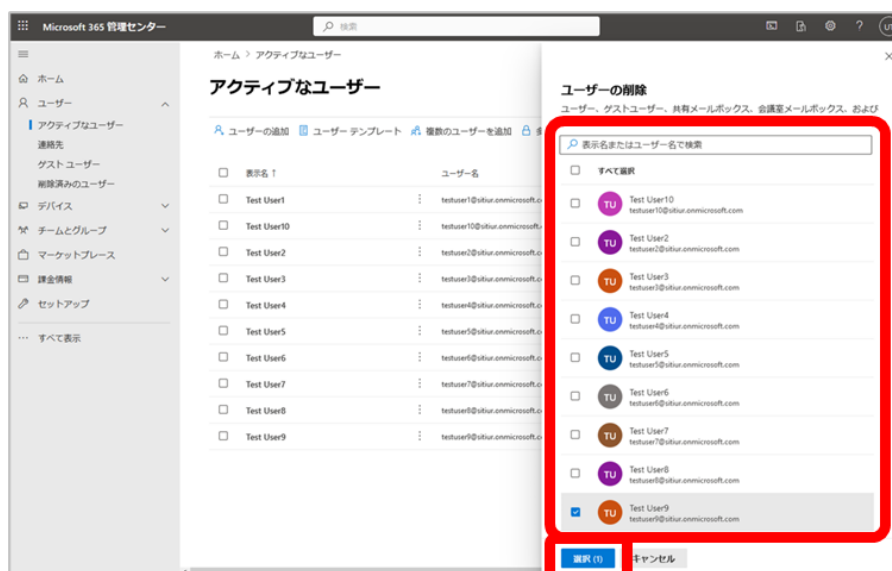 Microsoft 365 管理センター
検索
ホーム
ユーザー
アクティブなユーザー
連絡先
ゲスト ユーザー
削除済みのユーザー
デバイス
チームとグループ
マーケットプレース
課金情報
セットアップ
すべて表示
ホーム > アクティブなユーザー
アクティブなユーザー
ユーザーの追加 ユーザー テンプレート 複数のユーザーを追加
表示名 ↑ ユーザー名
Test User1 testuser1@sitiur.onmicrosoft.c
Test User10 testuser10@sitiur.onmicrosoft.
Test User2 testuser2@sitiur.onmicrosoft.c
Test User3 testuser3@sitiur.onmicrosoft.c
Test User4 testuser4@sitiur.onmicrosoft.c
Test User5 testuser5@sitiur.onmicrosoft.c
Test User6 testuser6@sitiur.onmicrosoft.c
Test User7 testuser7@sitiur.onmicrosoft.c
Test User8 testuser8@sitiur.onmicrosoft.c
Test User9 testuser9@sitiur.onmicrosoft.c
ユーザーの削除
ユーザー、ゲストユーザー、共有メールボックス、会議室メールボックス、および
表示名またはユーザー名で検索
すべて選択
TU Test User10
testuser10@sitiur.onmicrosoft.com
TU Test User2
testuser2@sitiur.onmicrosoft.com
TU Test User3
testuser3@sitiur.onmicrosoft.com
TU Test User4
testuser4@sitiur.onmicrosoft.com
TU Test User5
testuser5@sitiur.onmicrosoft.com
TU Test User6
testuser6@sitiur.onmicrosoft.com
TU Test User7
testuser7@sitiur.onmicrosoft.com
TU Test User8
testuser8@sitiur.onmicrosoft.com
TU Test User9
testuser9@sitiur.onmicrosoft.com
選択 (1) キャンセル